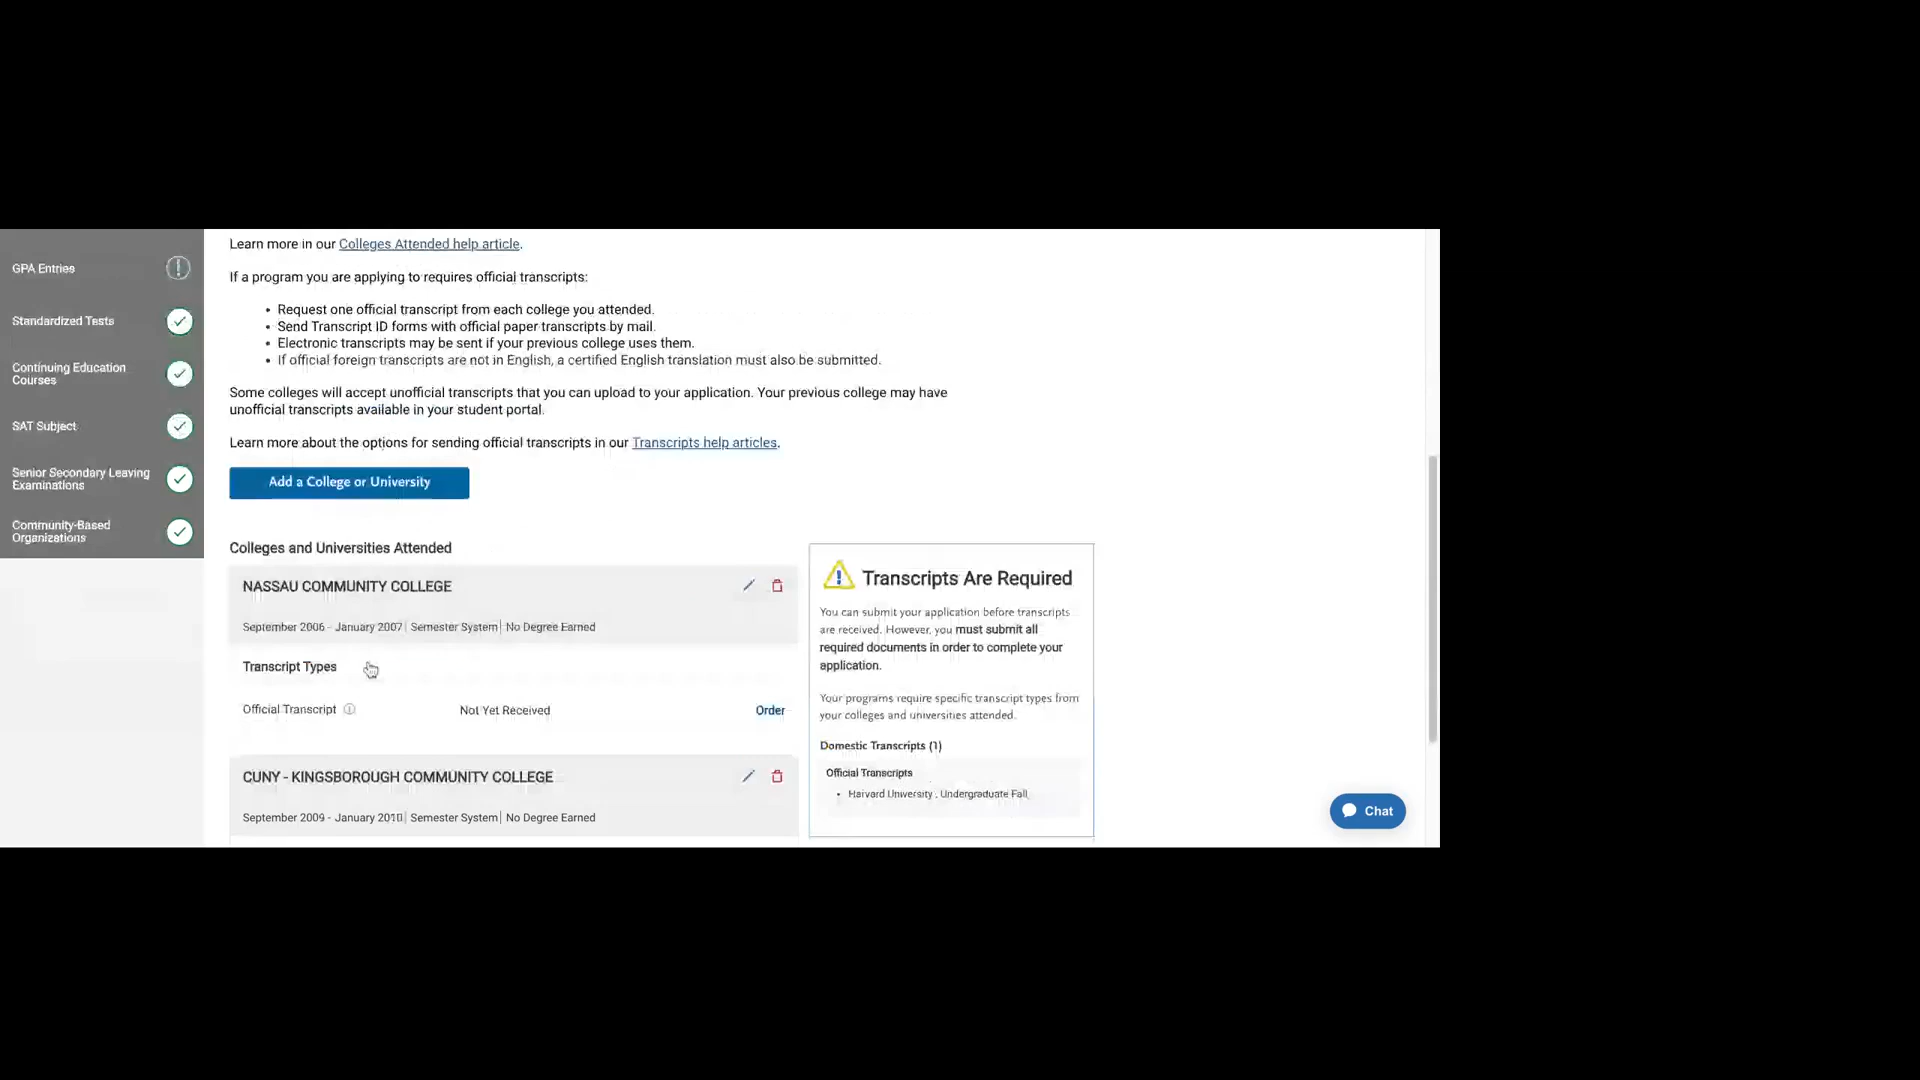 GPA Entries
Standardized Tests
Continuing Education
Courses
SAT Subject
Senior Secondary Leaving
Examinations
Community-Based
Organizations
Learn more in our Colleges Attended help article.
If a program you are applying to requires official transcripts:
• Request one official transcript from each college you attended.
• Send Transcript ID forms with official paper transcripts by mail.
• Electronic transcripts may be sent if your previous college uses them.
• If official foreign transcripts are not in English, a certified English translation must also be submitted.
Some colleges will accept unofficial transcripts that you can upload to your application. Your previous college may have
unofficial transcripts available in your student portal.
Learn more about the options for sending official transcripts in our Transcripts help articles.
Add a College or University
Colleges and Universities Attended
NASSAU COMMUNITY COLLEGE
September 2006 - January 2007 | Semester System | No Degree Earned
Transcript Types
Official Transcript Not Yet Received Order
CUNY - KINGSBOROUGH COMMUNITY COLLEGE
September 2009 - January 2010 | Semester System | No Degree Earned
Transcripts Are Required
You can submit your application before transcripts
are received. However, you must submit all
required documents in order to complete your
application.
Your programs require specific transcript types from
your colleges and universities attended.
Domestic Transcripts (1)
Official Transcripts
• Harvard University , Undergraduate Fall,
Chat